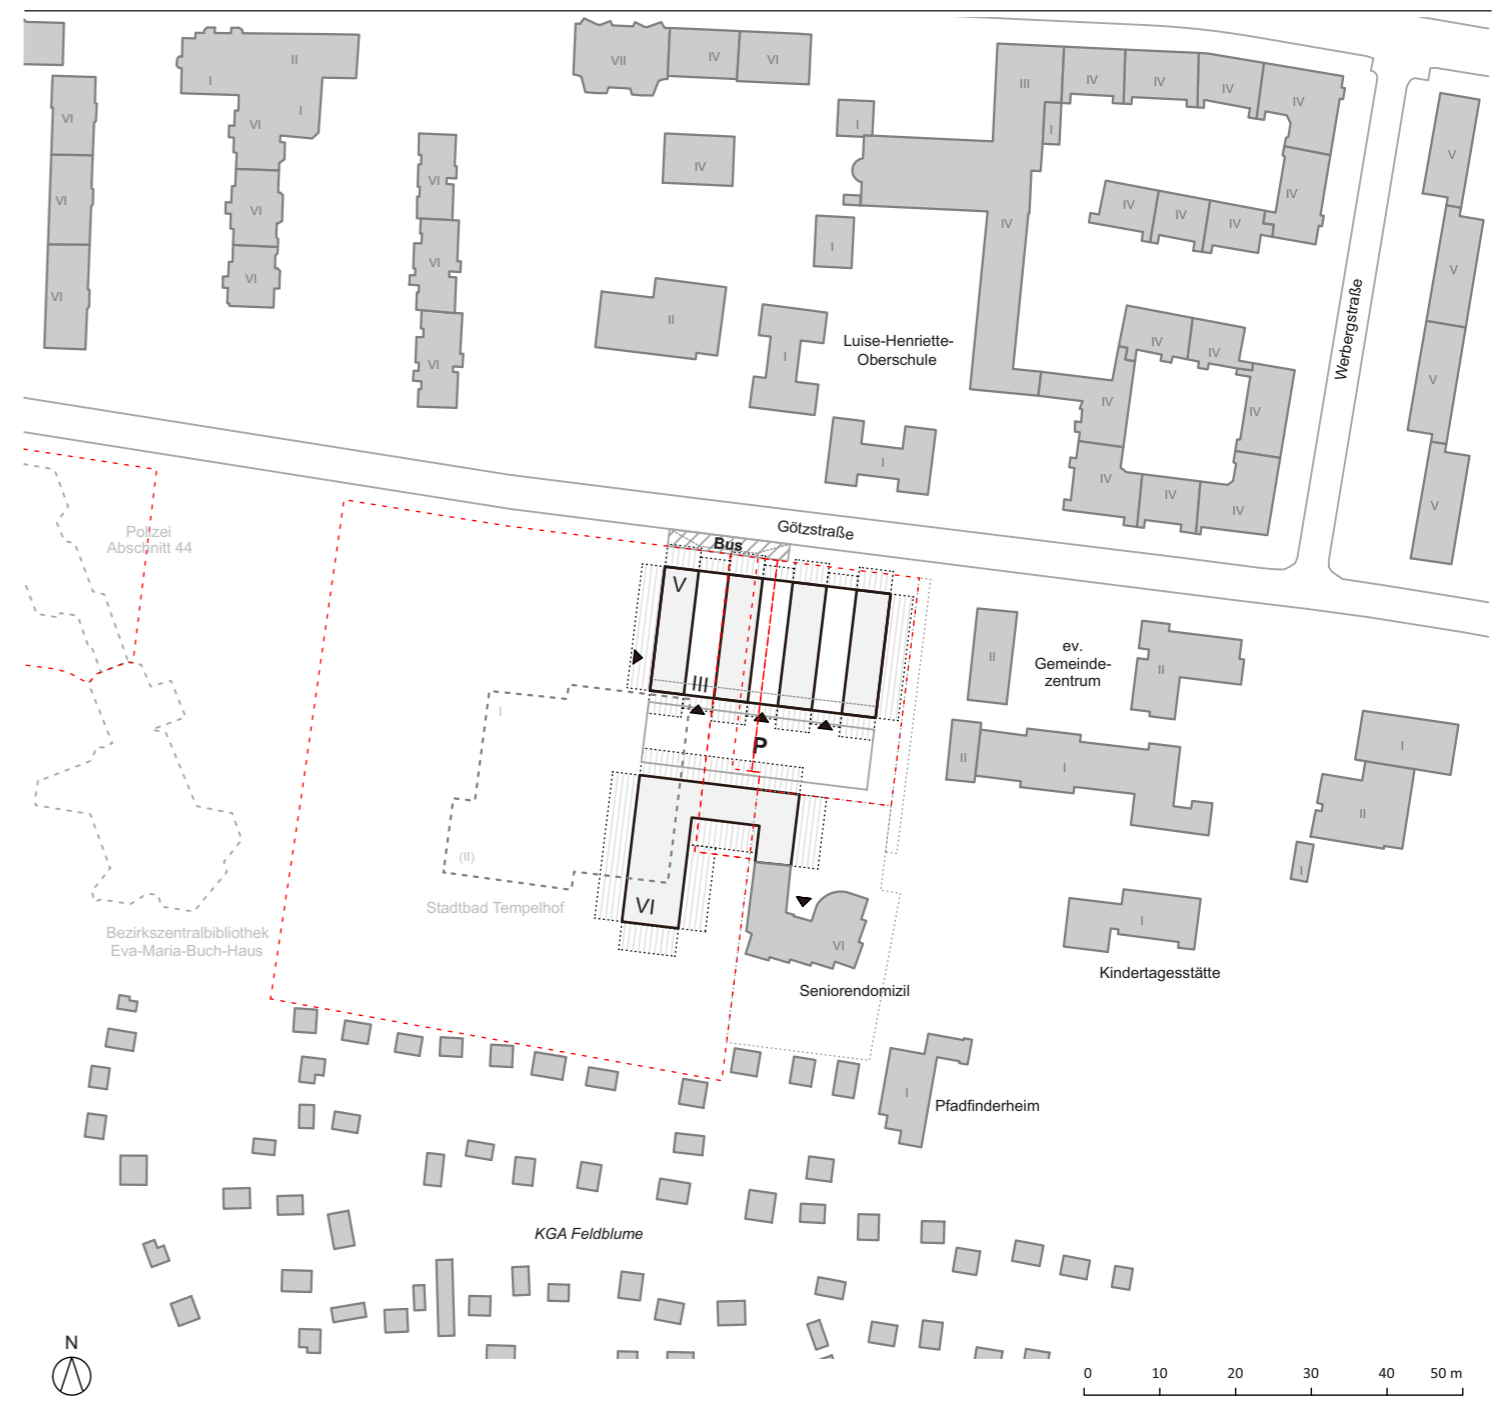 VII
IV
VI
III
IV
IV
IV
IV
II
I
I
VI
VI
I
I
V
IV
IV
VI
VI
VI
IV
IV
IV
IV
I
IV
V
VI
VI
VI
II
Werbergstraße
Luise-Henriette-
Oberschule
I
IV
IV
VI
V
IV
IV
I
IV
IV
IV
V
Götzstraße
Bus
Polizei
Abschnitt 44
V
III
P
VI
II
ev.
Gemeinde-
zentrum
II
I
II
I
I
II
I
(II)
Stadtbad Tempelhof
Bezirkszentralbibliothek
Eva-Maria-Buch-Haus
VI
Seniorendomizil
I
Kindertagesstätte
I
Pfadfinderheim
KGA Feldblume
N
0 10 20 30 40 50 m